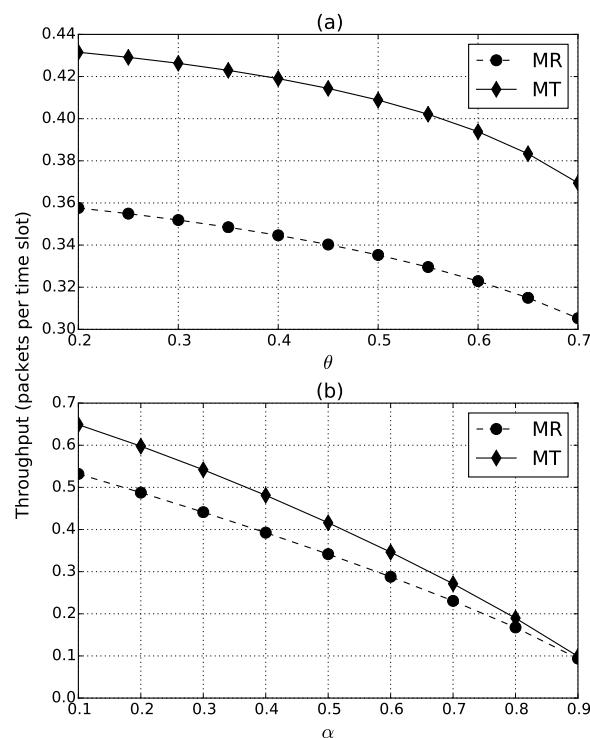 (a)
0.44
0.42
0.40
0.38
0.36
0.34
0.32
0.30
0.2 0.3 0.4 0.5 0.6 0.7
θ
MR
MT
Throughput (packets per time slot)
(b)
0.7
0.6
0.5
0.4
0.3
0.2
0.1
0.0
0.1 0.2 0.3 0.4 0.5 0.6 0.7 0.8 0.9
α
MR
MT